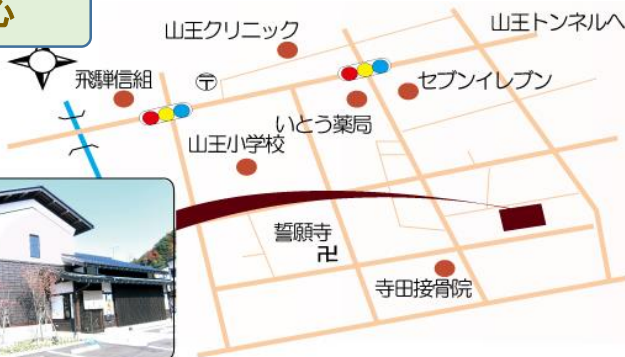 心
山王クリニック
山王トンネルへ
飛騨信組
〒
セブンイレブン
いとう薬局
山王小学校
誓願寺
卍
寺田接骨院